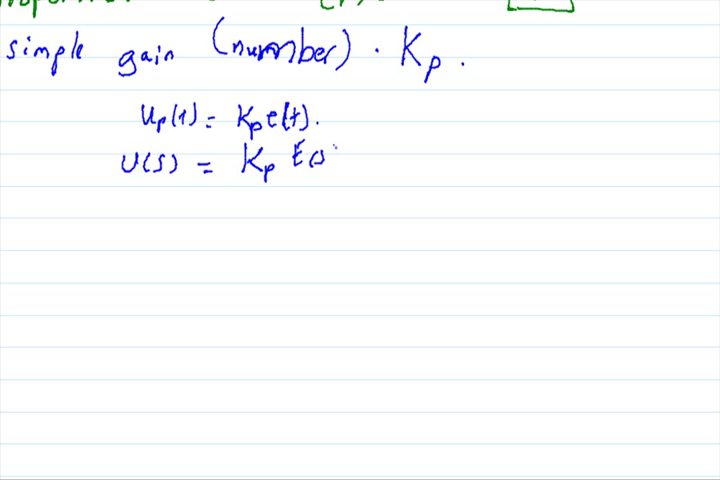 simple gain (number). Kp.
Up(t) = Kp e(t).
U(s) = Kp E(s